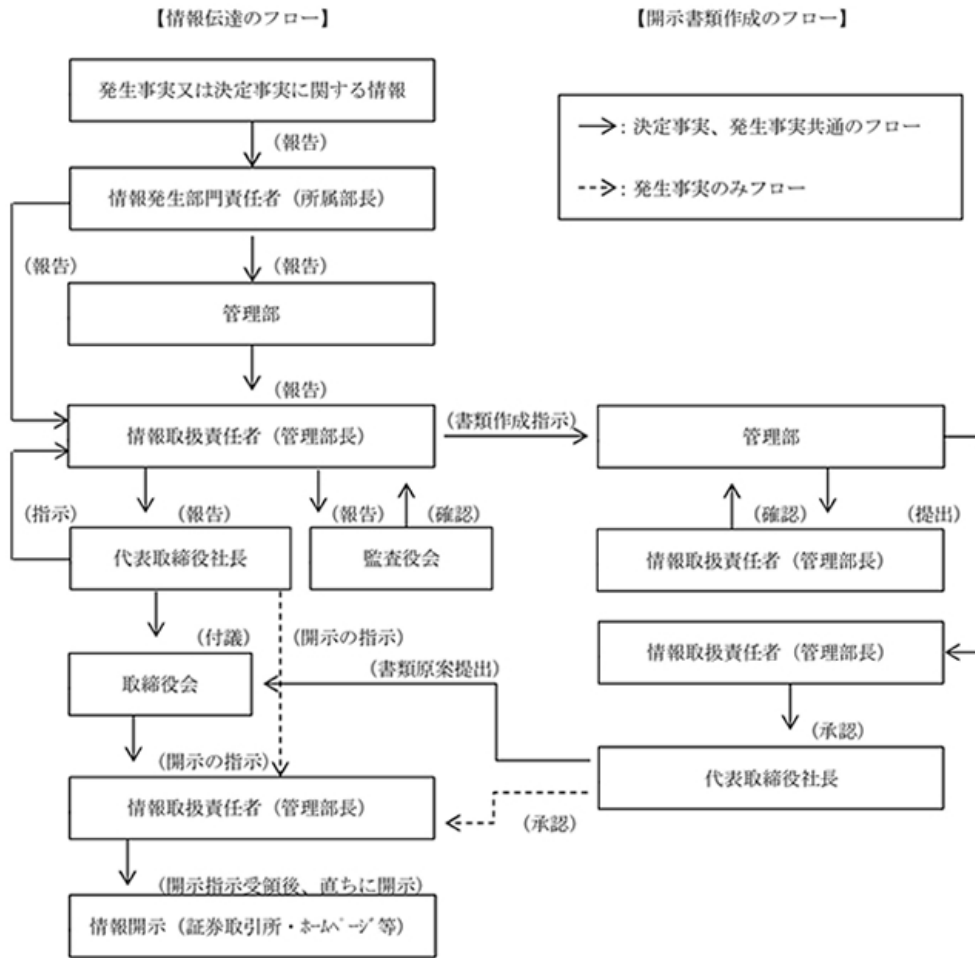 【情報伝達のフロー】
【開示書類作成のフロー】
発生事実又は決定事実に関する情報
(報告)
情報発生部門責任者（所属部長）
(報告)
(報告)
管理部
(報告)
情報取扱責任者（管理部長）
(指示)
(報告)
(報告)
(確認)
代表取締役社長
監査役会
(付議)
(開示の指示)
取締役会
(開示の指示)
情報取扱責任者（管理部長）
(開示指示受領後、直ちに開示)
情報開示（証券取引所・ﾎｰﾑﾍﾟｰｼﾞ等）
→：決定事実、発生事実共通のフロー
⇢：発生事実のみフロー
(書類作成指示)
管理部
(確認)
(提出)
情報取扱責任者（管理部長）
情報取扱責任者（管理部長）
(承認)
代表取締役社長
(書類原案提出)
(承認)